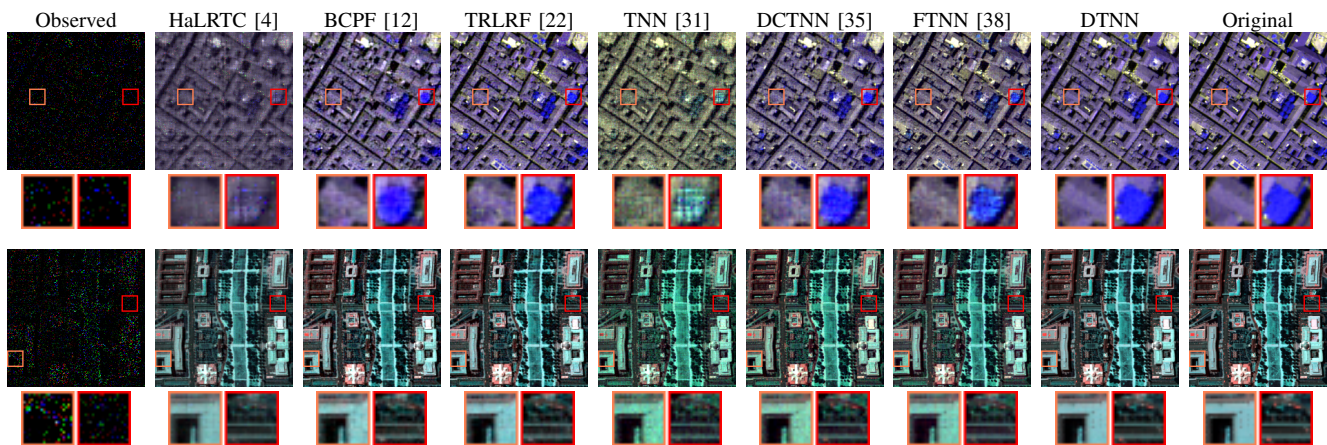 Observed HaLRTC [4] BCPF [12] TRLRF [22] TNN [31] DCTNN [35] FTNN [38] DTNN Original